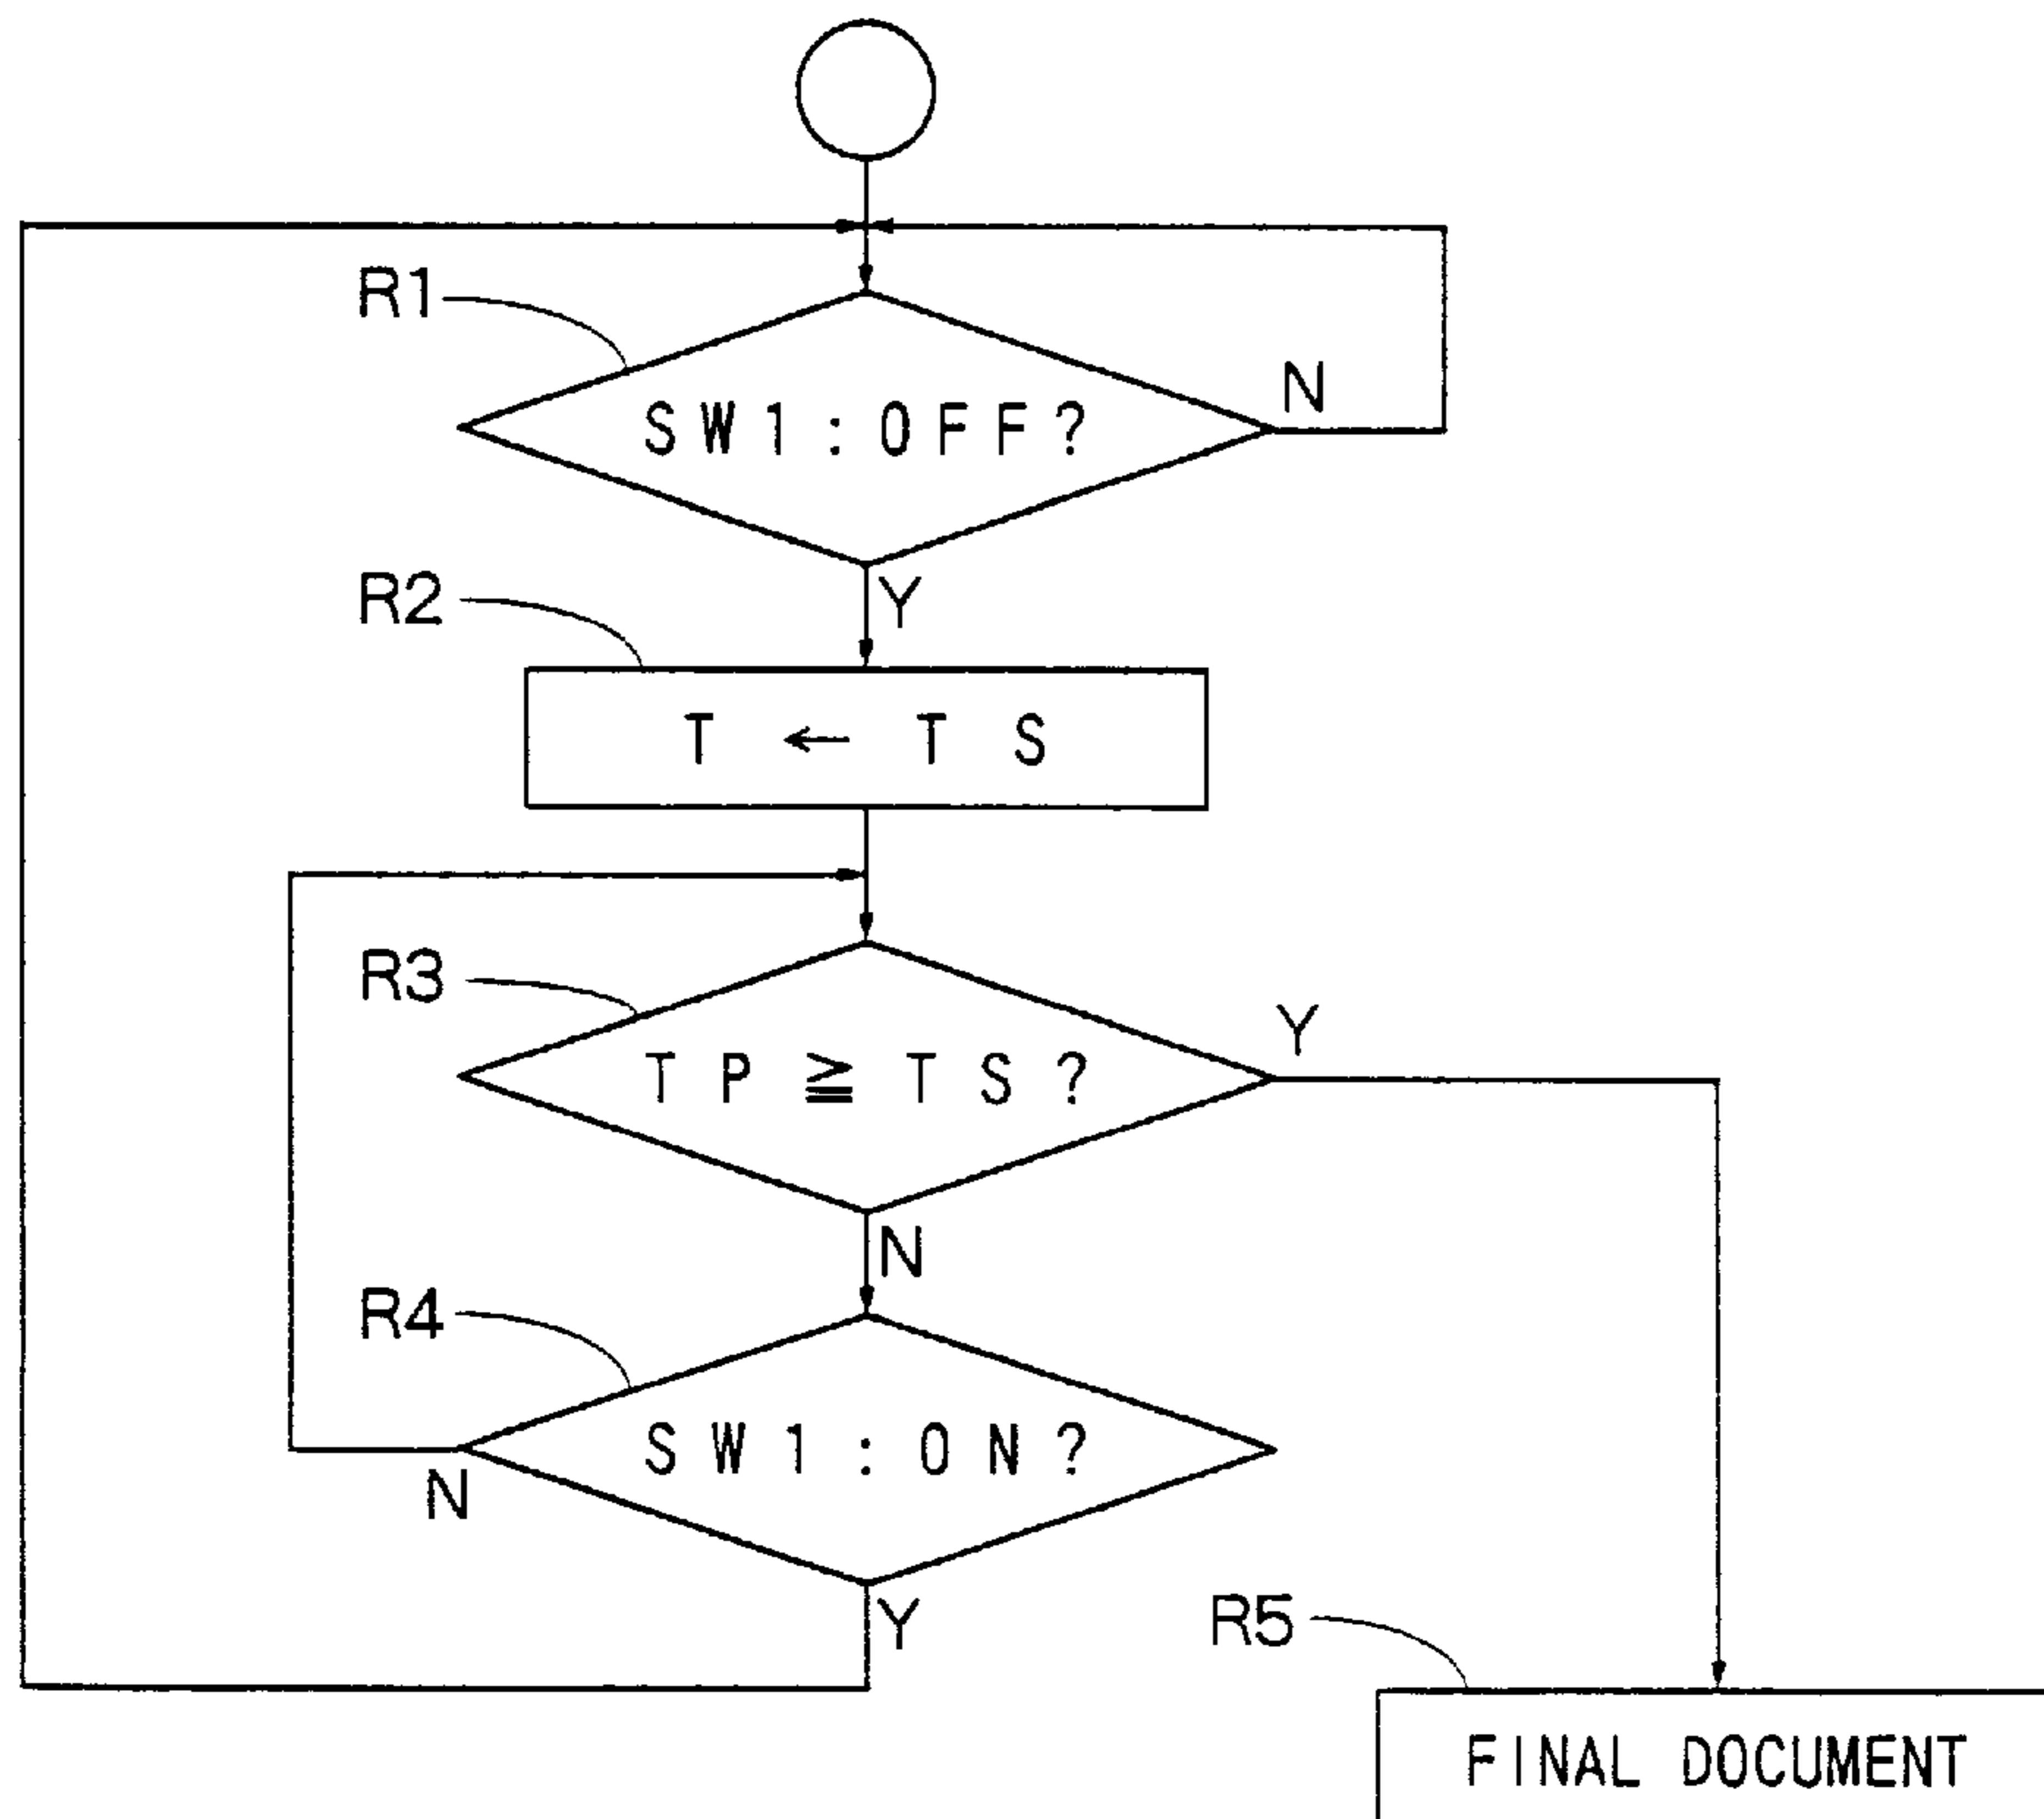 R1
SW1:OFF?
N
Y
R2
T ← TS
R3
TP ≧ TS?
Y
N
R4
SW1:ON?
N
Y
R5
FINAL DOCUMENT